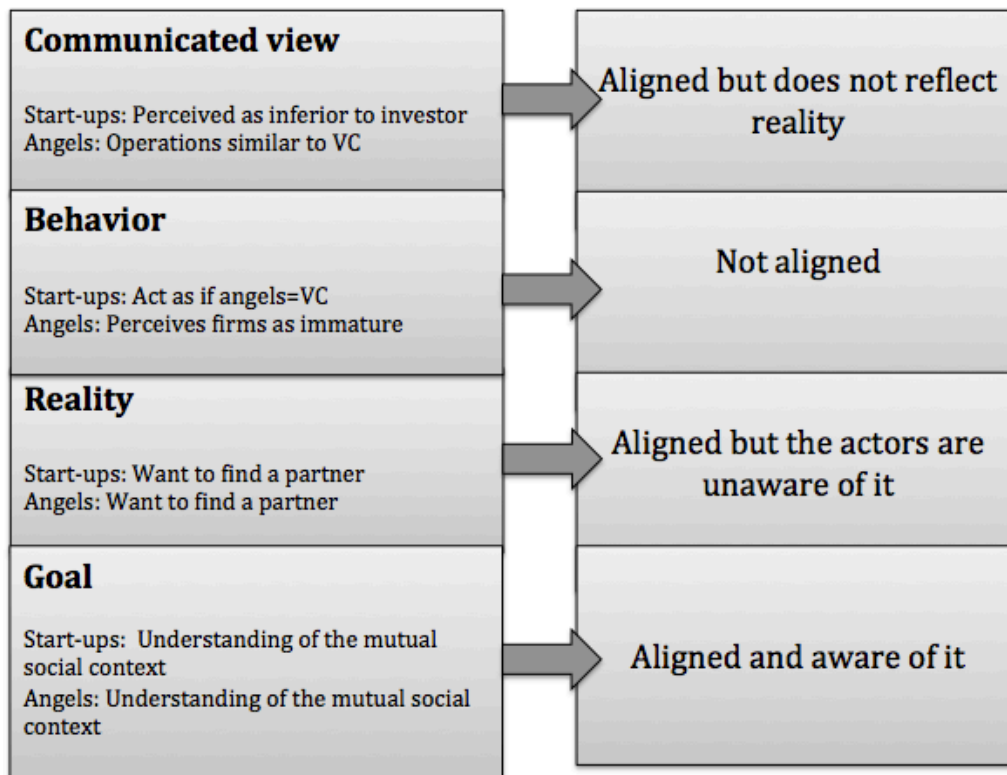 Communicated view
Start-ups: Perceived as inferior to investor
Angels: Operations similar to VC
Aligned but does not reflect
reality
Behavior
Start-ups: Act as if angels=VC
Angels: Perceives firms as immature
Not aligned
Reality
Start-ups: Want to find a partner
Angels: Want to find a partner
Aligned but the actors are
unaware of it
Goal
Start-ups: Understanding of the mutual
social context
Angels: Understanding of the mutual social
context
Aligned and aware of it